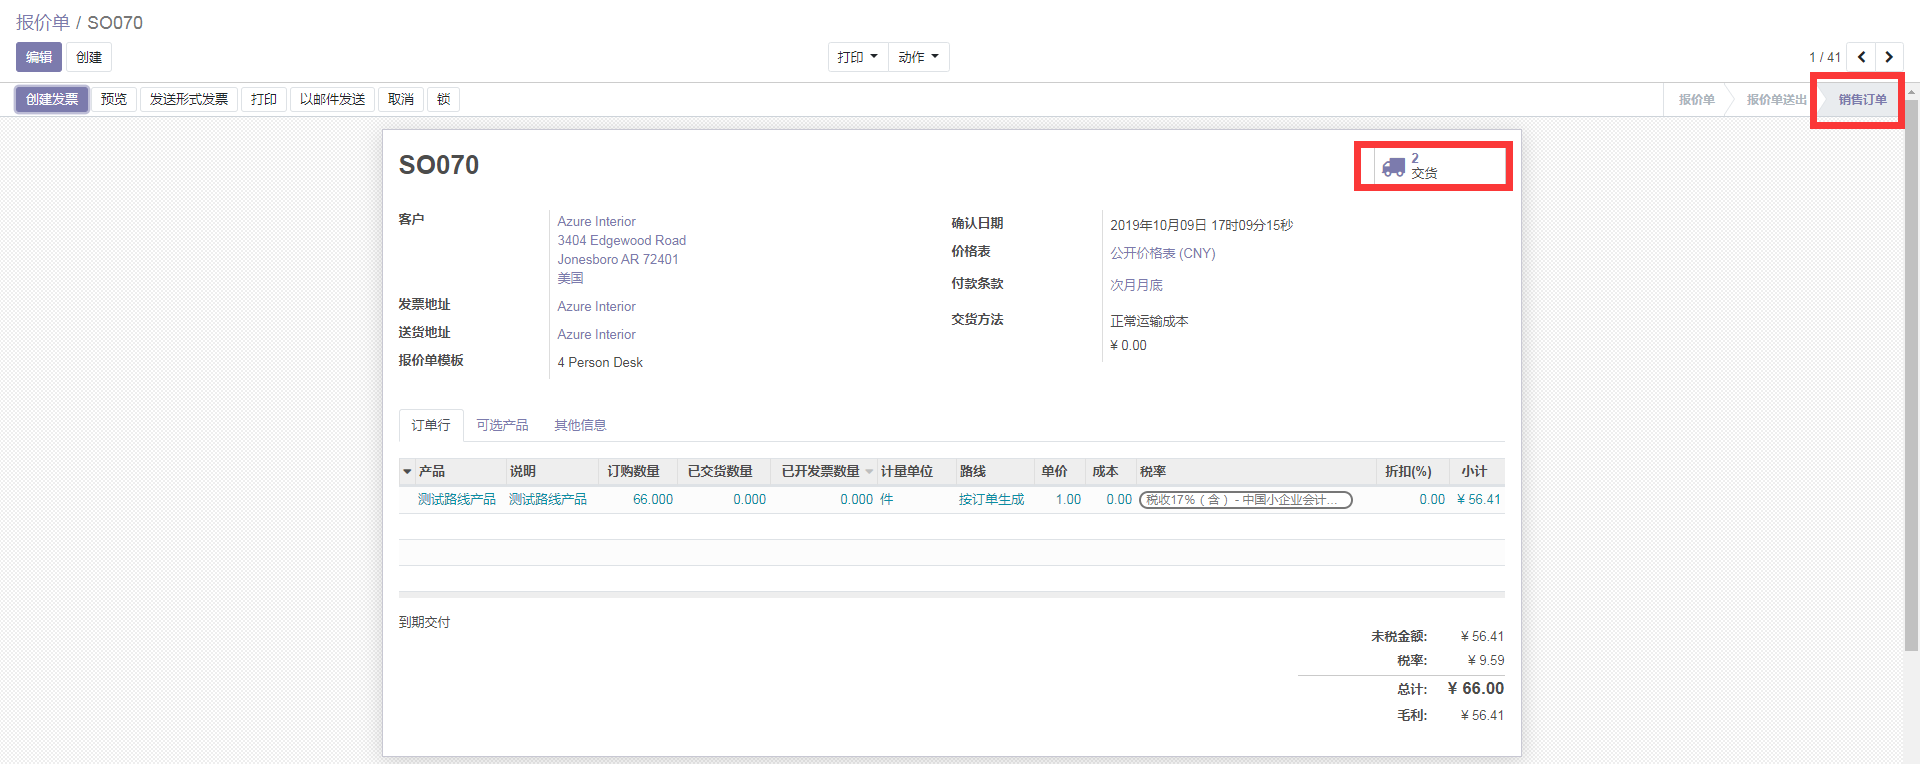 报价单 / SO070
编辑 创建 打印 动作 1 / 41
创建发票 预览 发送形式发票 打印 以邮件发送 取消 锁 报价单 报价单送出 销售订单
SO070
2
交货
客户 Azure Interior
3404 Edgewood Road
Jonesboro AR 72401
美国
发票地址 Azure Interior
送货地址 Azure Interior
报价单模板 4 Person Desk
确认日期 2019年10月09日 17时09分15秒
价格表 公开价格表 (CNY)
付款条款 次月月底
交货方法 正常运输成本
¥ 0.00
订单行 可选产品 其他信息
产品 说明 订购数量 已交货数量 已开发票数量 计量单位 路线 单价 成本 税率 折扣(%) 小计
测试路线产品 测试路线产品 66.000 0.000 0.000 件 按订单生成 1.00 0.00 税收17%（含） - 中国小企业会计... 0.00 ¥ 56.41
到期交付
未税金额: ¥ 56.41
税率: ¥ 9.59
总计: ¥ 66.00
毛利: ¥ 56.41